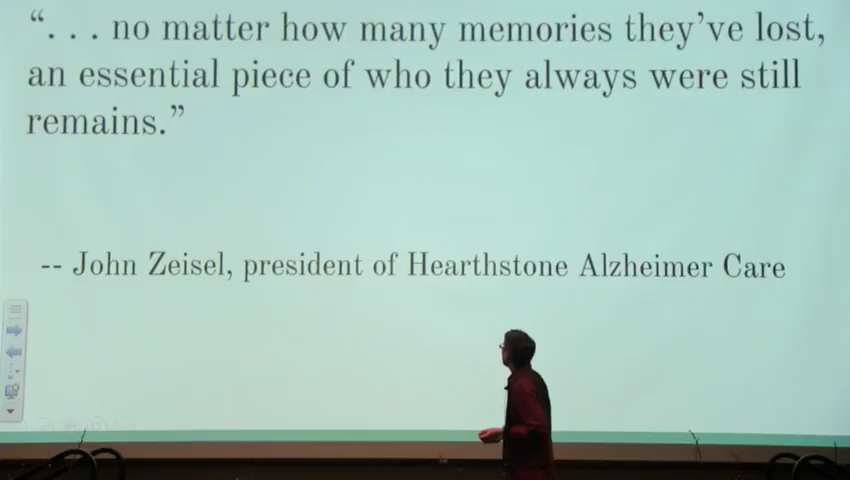 “. . . no matter how many memories they’ve lost,
an essential piece of who they always were still
remains.”
-- John Zeisel, president of Hearthstone Alzheimer Care